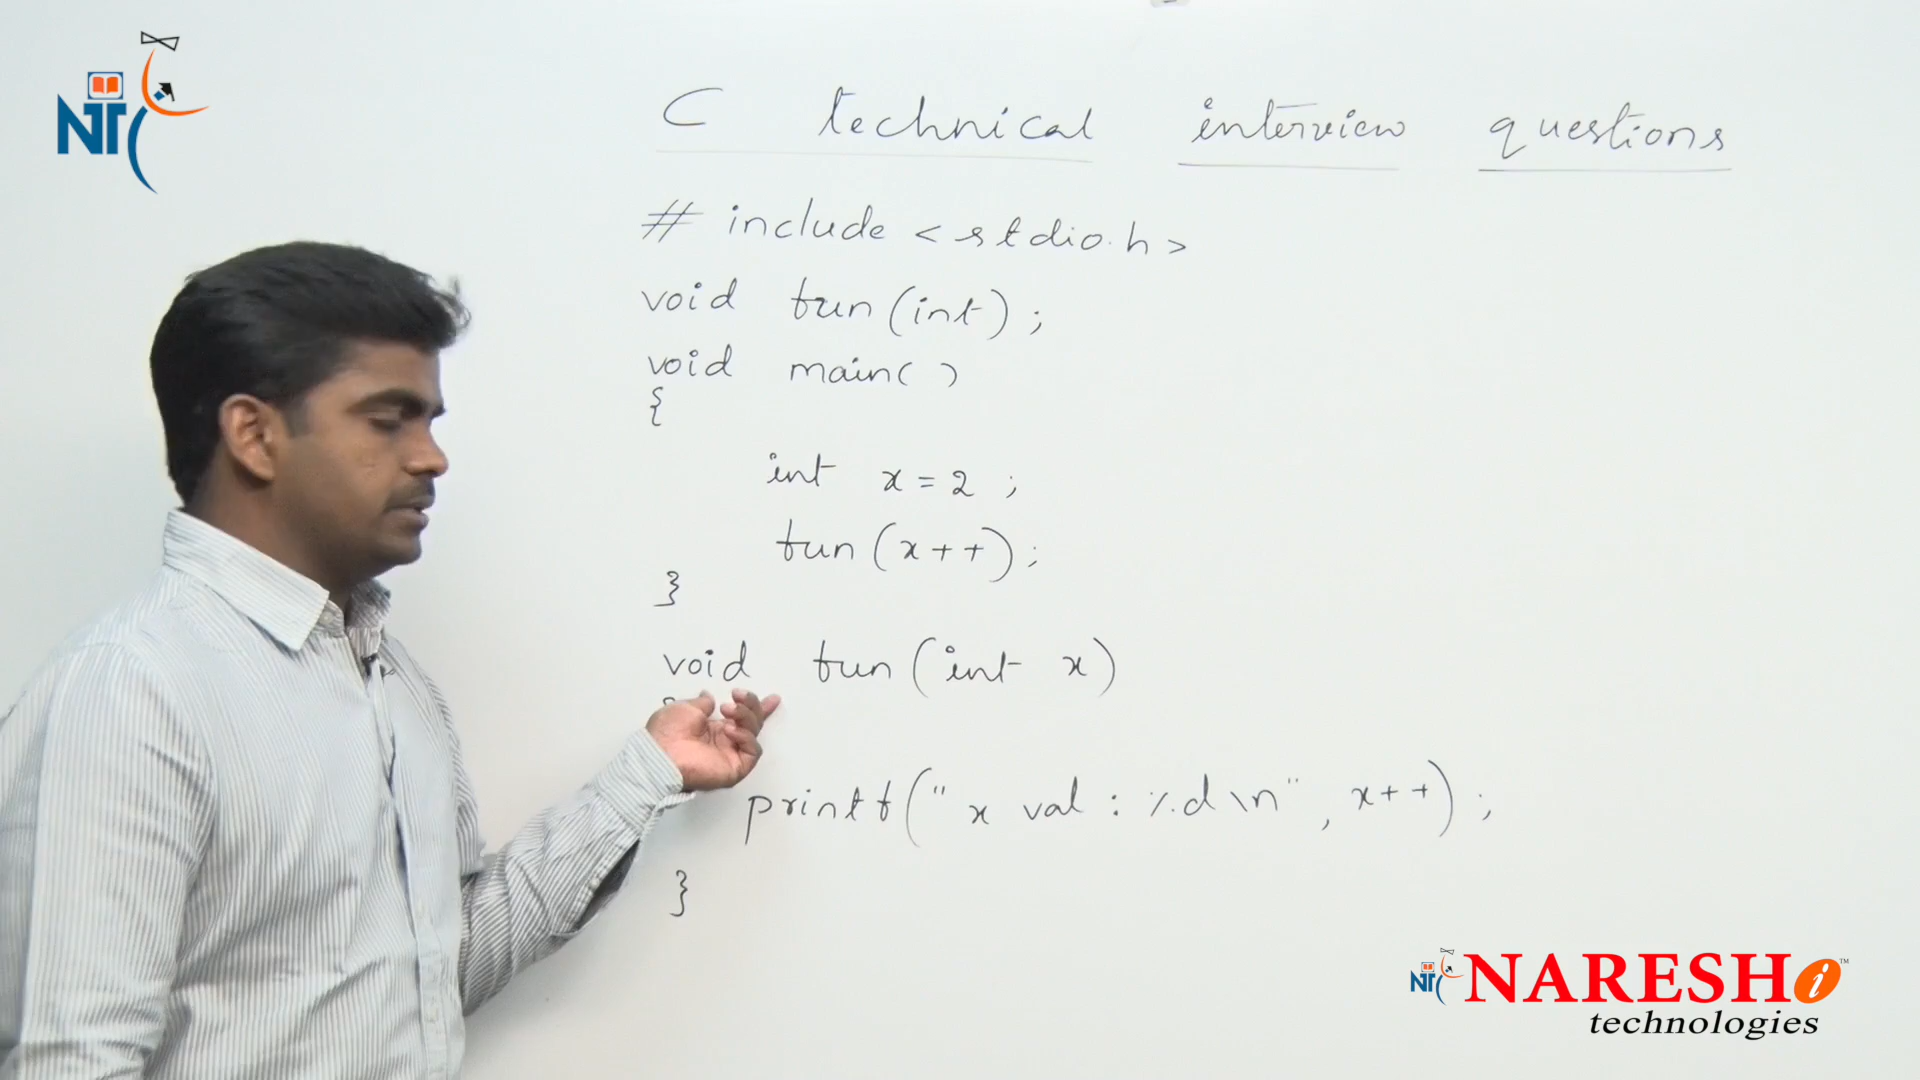 NT
C technical interview questions
# include <stdio.h>
void fun(int);
void main()
{
int x=2;
fun(x++);
}
void fun(int x)
printf("x val : %d\n", x++);
}
NT
NARESH i ™
technologies